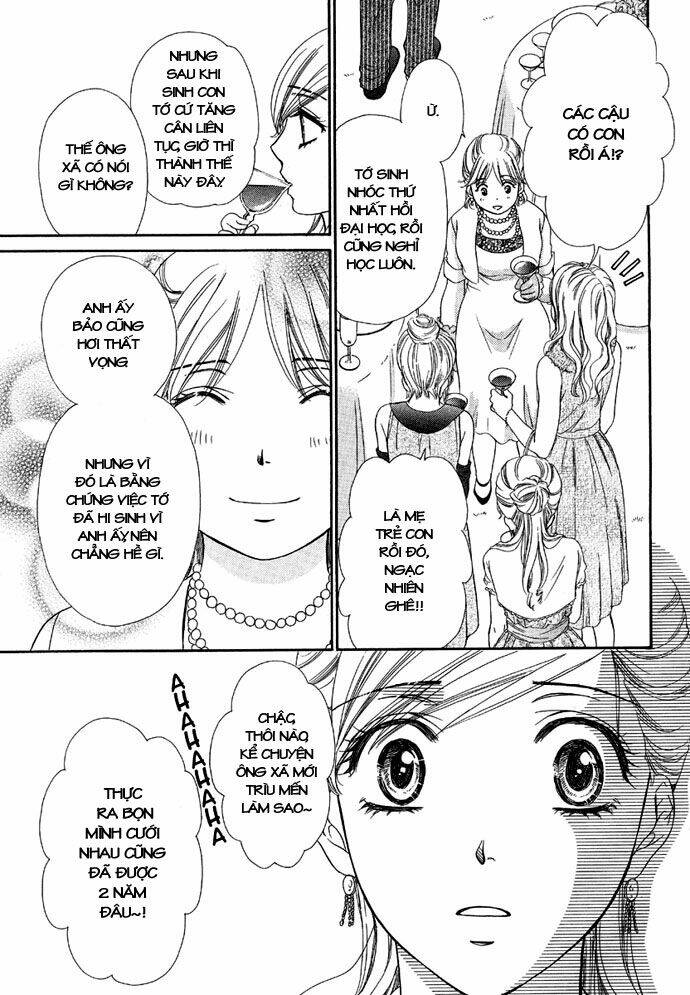 CÁC CẬU
CÓ CON
RỒI Á!?
Ừ.
TỚ SINH
NHÓC THỨ
NHẤT HỒI
ĐẠI HỌC, RỒI
CŨNG NGHỈ
HỌC LUÔN.
LÀ MẸ
TRẺ CON
RỒI ĐÓ,
NGẠC
NHIÊN
GHÊ!!
NHƯNG
SAU KHI
SINH CON
TỚ CỨ TĂNG
CÂN LIÊN
TỤC, GIỜ THÌ
THÀNH THẾ
NÀY ĐÂY.
THẾ ÔNG
XÃ CÓ NÓI
GÌ KHÔNG?
ANH ẤY
BẢO CŨNG
HƠI THẤT
VỌNG
NHƯNG VÌ
ĐÓ LÀ BẰNG
CHỨNG VIỆC TỚ
ĐÃ HI SINH VÌ
ANH ẤY, NÊN
CHẲNG HỀ GÌ.
CHẬC,
THÔI NÀO,
KỂ CHUYỆN
ÔNG XÃ MỚI
TRÌU MẾN
LÀM SAO~
AHAHAHAHA
THỰC
RA BỌN
MÌNH CƯỚI
NHAU CŨNG
ĐÃ ĐƯỢC
2 NĂM
ĐÂU~!